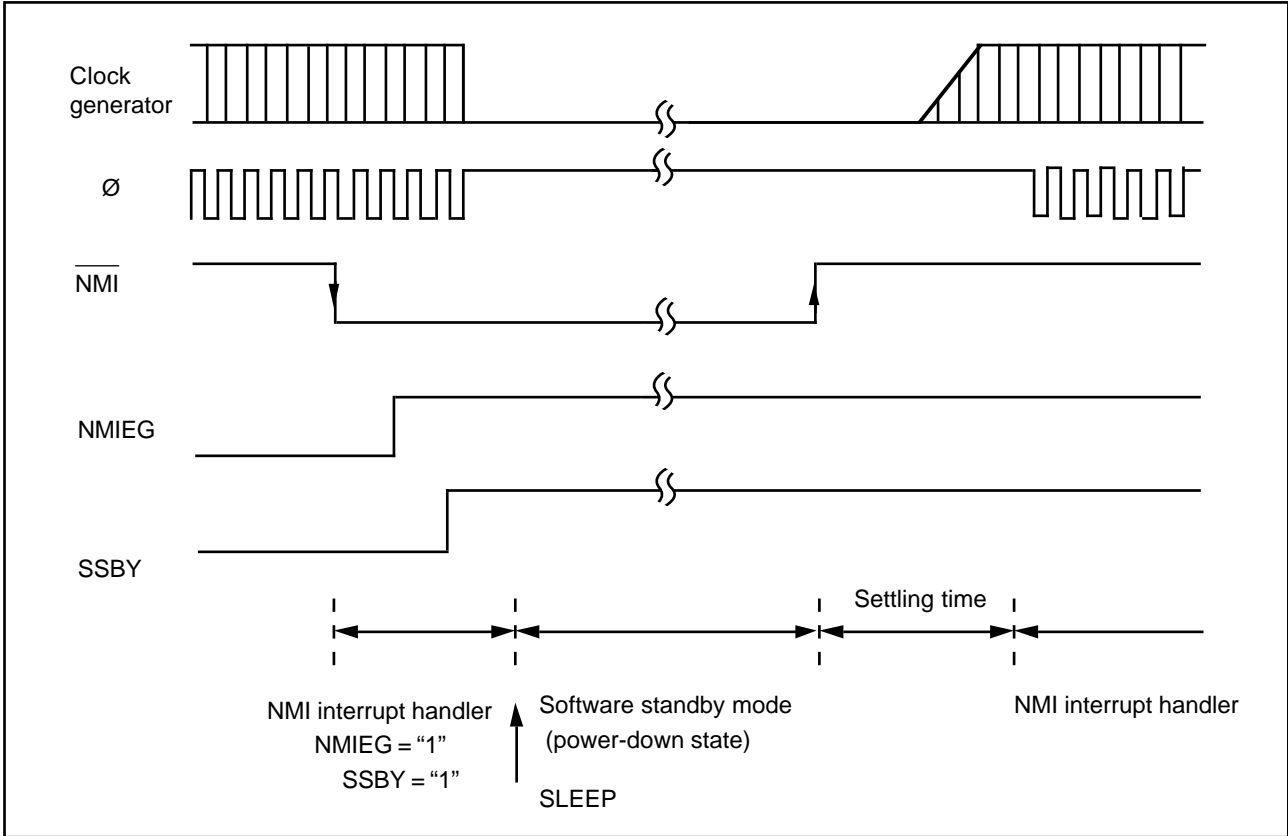 Clock
generator
Ø
N̅M̅I̅
NMIEG
SSBY
Settling time
NMI interrupt handler
NMIEG = “1”
SSBY = “1”
Software standby mode
(power-down state)
SLEEP
NMI interrupt handler